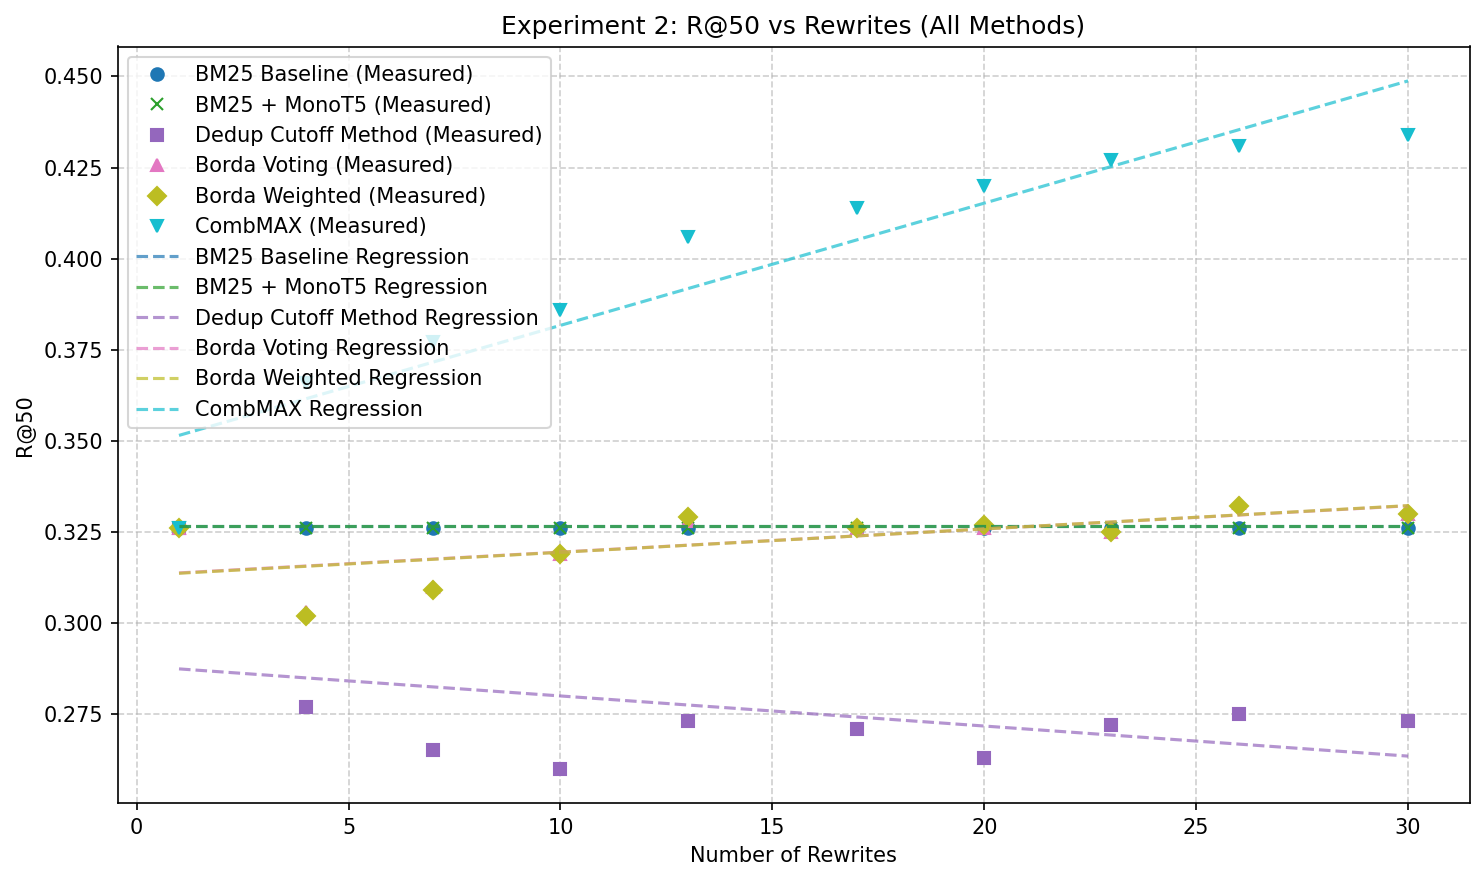 Experiment 2: R@50 vs Rewrites (All Methods)
BM25 Baseline (Measured)
BM25 + MonoT5 (Measured)
Dedup Cutoff Method (Measured)
Borda Voting (Measured)
Borda Weighted (Measured)
CombMAX (Measured)
BM25 Baseline Regression
BM25 + MonoT5 Regression
Dedup Cutoff Method Regression
Borda Voting Regression
Borda Weighted Regression
CombMAX Regression
R@50
0.450
0.425
0.400
0.375
0.350
0.325
0.300
0.275
0
5
10
15
20
25
30
Number of Rewrites